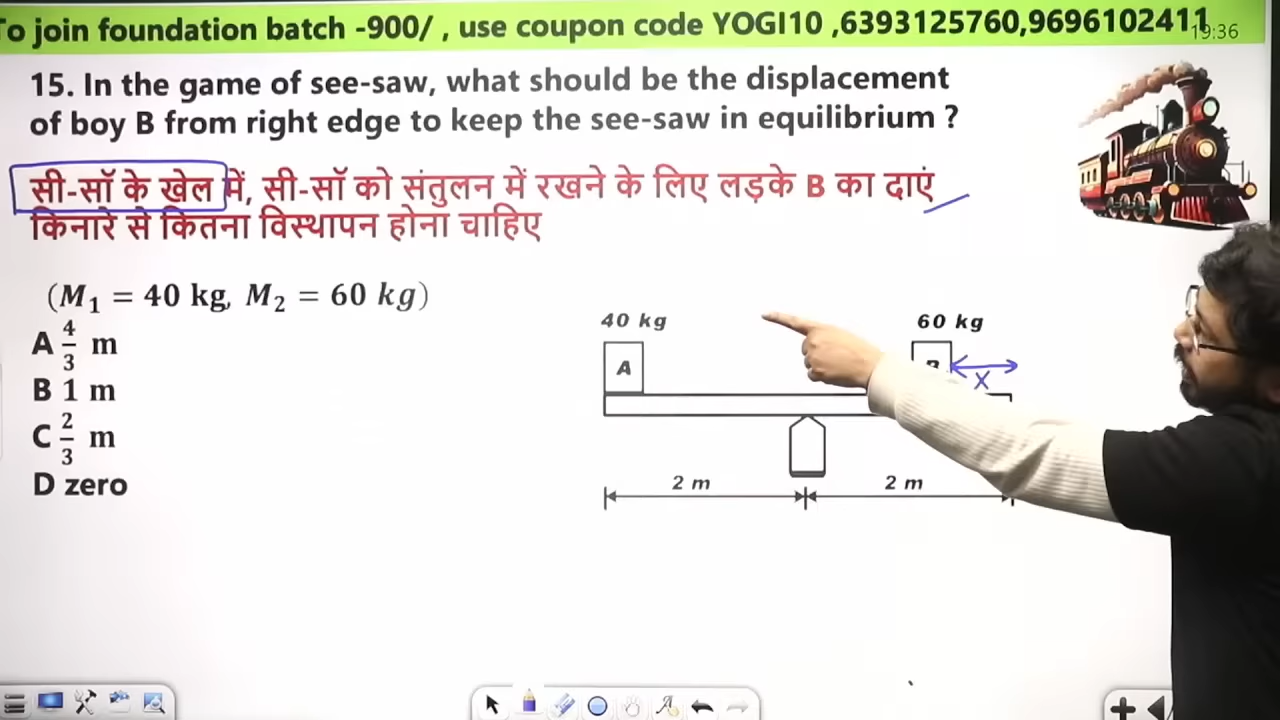 To join foundation batch -900/ , use coupon code YOGI10 ,6393125760,9696102411
19:36
15. In the game of see-saw, what should be the displacement
of boy B from right edge to keep the see-saw in equilibrium ?
सी-सॉ के खेल में, सी-सॉ को संतुलन में रखने के लिए लड़के B का दाएं
किनारे से कितना विस्थापन होना चाहिए
(M₁ = 40 kg, M₂ = 60 kg)
A 4/3 m
B 1 m
C 2/3 m
D zero
40 kg
60 kg
A
X
2 m
2 m